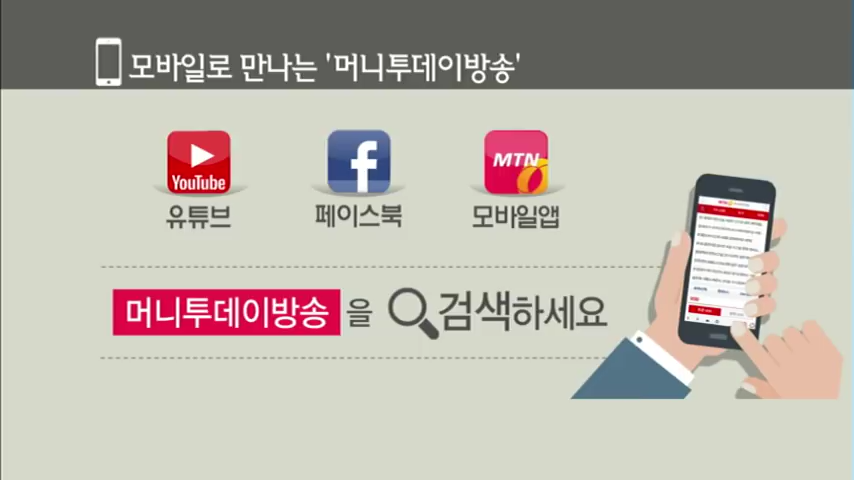 모바일로 만나는 '머니투데이방송'
YouTube
MTN
유튜브
페이스북
모바일앱
머니투데이방송을 검색하세요